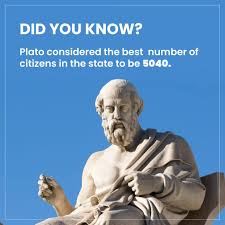 DID YOU KNOW?
Plato considered the best number of
citizens in the state to be 5040.